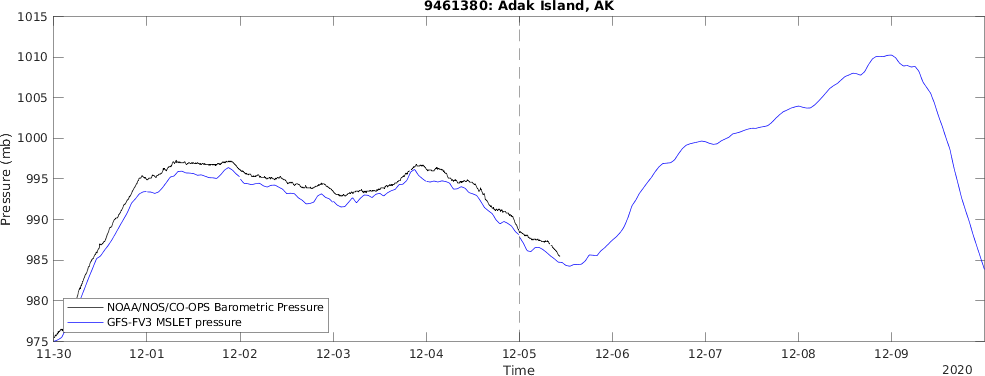 9461380: Adak Island, AK
Pressure (mb)
1015
1010
1005
1000
995
990
985
980
975
NOAA/NOS/CO-OPS Barometric Pressure
GFS-FV3 MSLET pressure
11-30 12-01 12-02 12-03 12-04 12-05 12-06 12-07 12-08 12-09
Time
2020